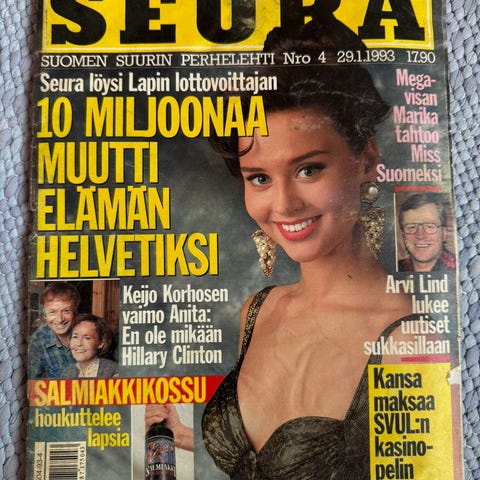 SEURA
SUOMEN SUURIN PERHELEHTI Nro 4 29.1.1993 17,90
Seura löysi Lapin lottovoittajan
10 MILJOONAA
MUUTTI
ELÄMÄN
HELVETIKSI
Mega-
visan
Marika
tahtoo
Miss
Suomeksi
Keijo Korhosen
vaimo Anita:
En ole mikään
Hillary Clinton
Arvi Lind
lukee
uutiset
sukkasillaan
SALMIAKKIKOSSU
houkuttelee
lapsia
Kansa
maksaa
SVUL:n
kasino-
pelin